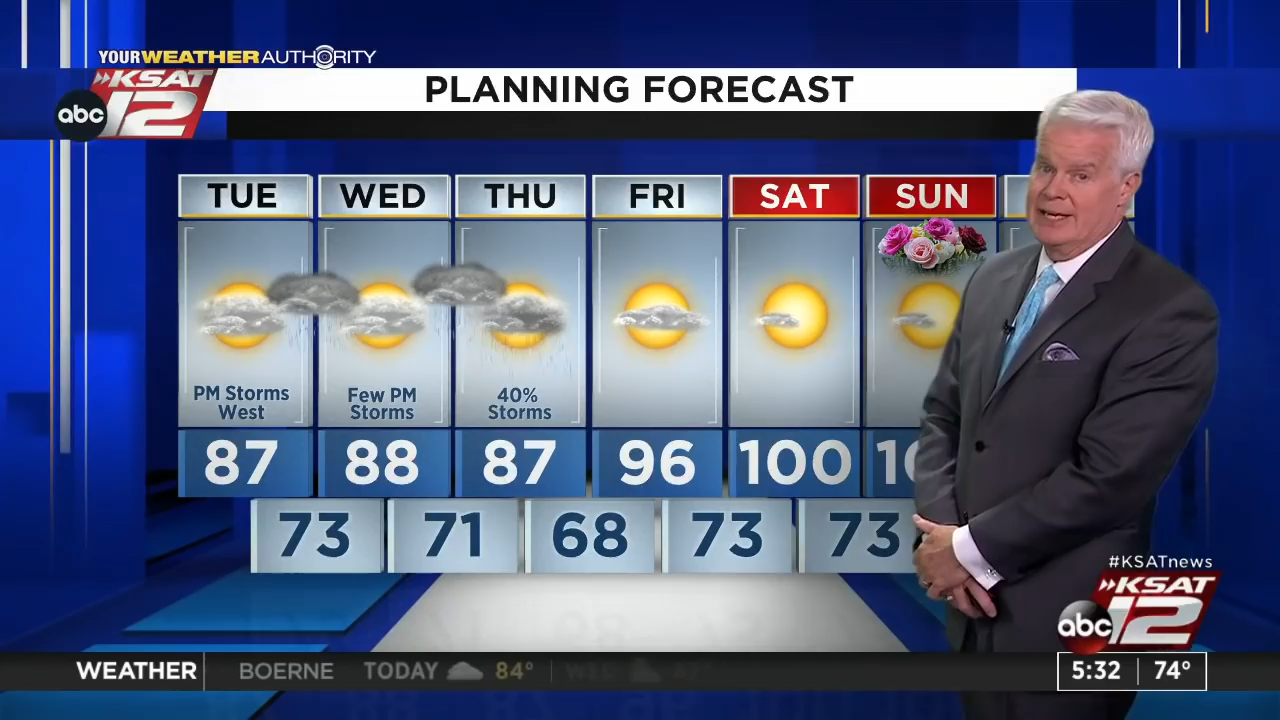 YOURWEATHERAUTHORITY
KSAT
abc 12
PLANNING FORECAST
TUE WED THU FRI SAT SUN
PM Storms West
Few PM Storms
40% Storms
87 88 87 96 100
73 71 68 73 73
#KSATnews
KSAT
abc 12
WEATHER BOERNE TODAY 84° 5:32 74°